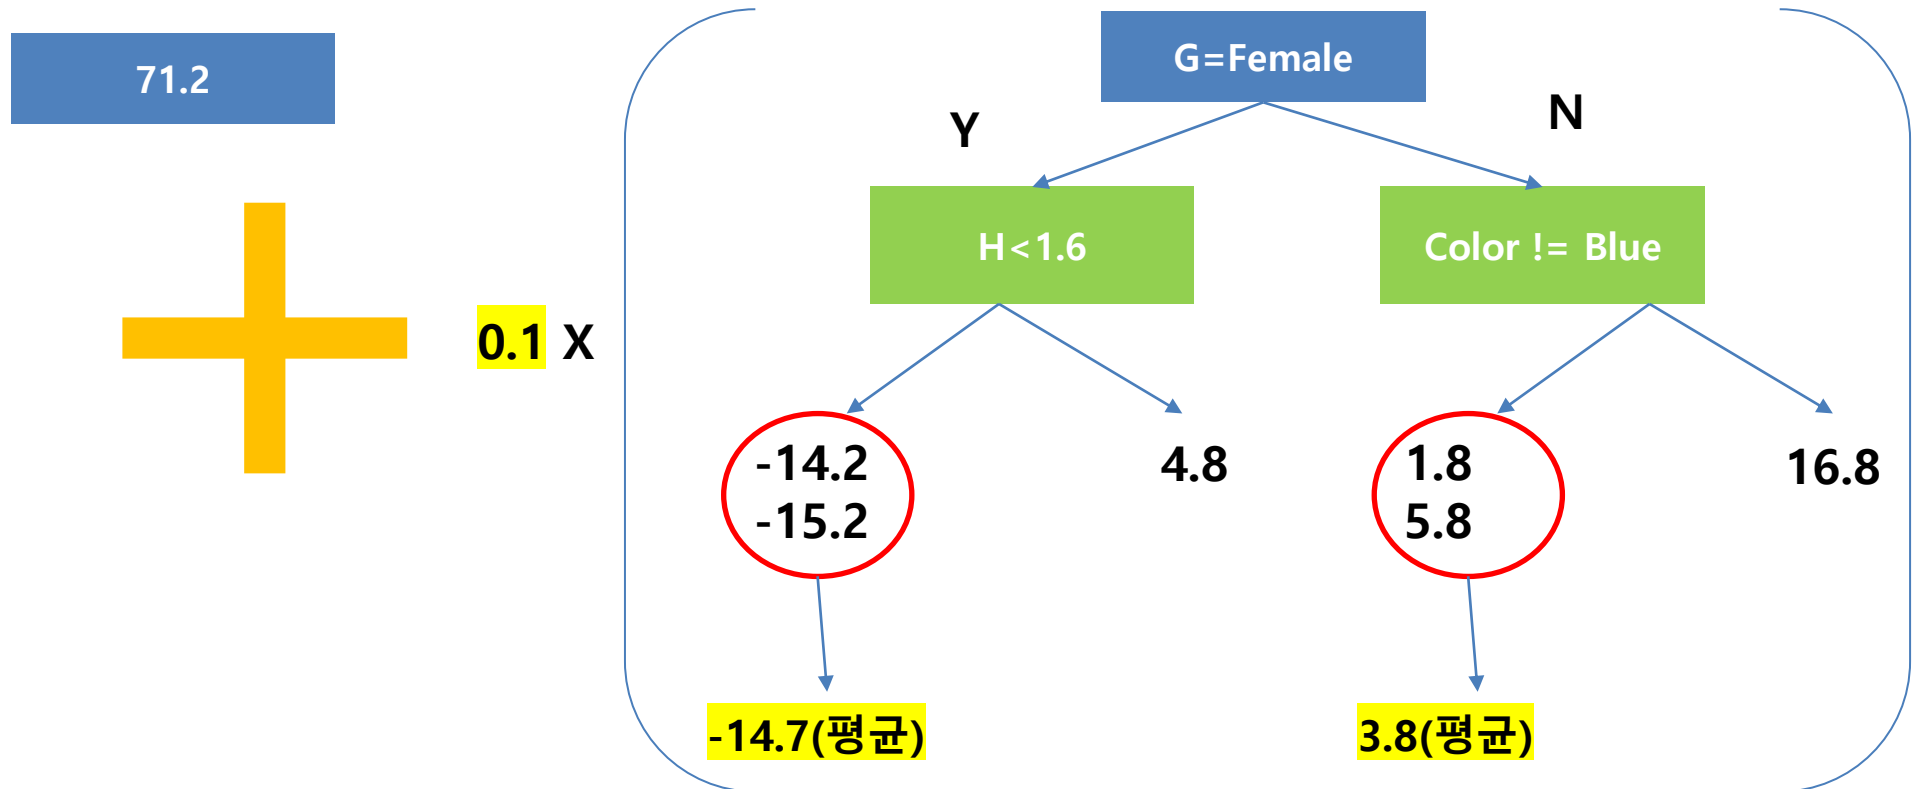 71.2
G=Female
Y
N
H<1.6
Color != Blue
0.1 X
-14.2
-15.2
4.8
1.8
5.8
16.8
-14.7(평균)
3.8(평균)